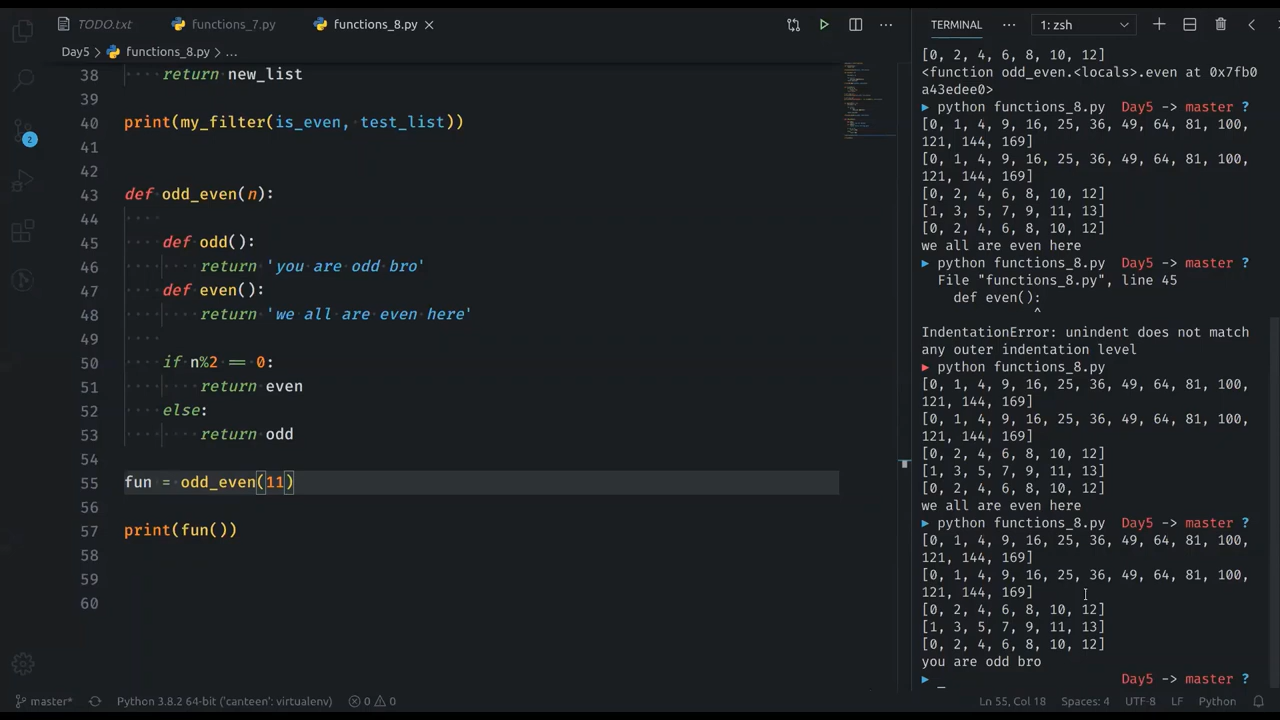 TODO.txt
functions_7.py
functions_8.py
Day5 > functions_8.py > ...
38 return new_list
39
40 print(my_filter(is_even, test_list))
41
42
43 def odd_even(n):
44
45 def odd():
46 return 'you are odd bro'
47 def even():
48 return 'we all are even here'
49
50 if n%2 == 0:
51 return even
52 else:
53 return odd
54
55 fun = odd_even(11)
56
57 print(fun())
58
59
60
TERMINAL ... 1: zsh
[0, 2, 4, 6, 8, 10, 12]
<function odd_even.<locals>.even at 0x7fb0
a43edee0>
python functions_8.py Day5 -> master ?
[0, 1, 4, 9, 16, 25, 36, 49, 64, 81, 100,
121, 144, 169]
[0, 1, 4, 9, 16, 25, 36, 49, 64, 81, 100,
121, 144, 169]
[0, 2, 4, 6, 8, 10, 12]
[1, 3, 5, 7, 9, 11, 13]
[0, 2, 4, 6, 8, 10, 12]
we all are even here
python functions_8.py Day5 -> master ?
File "functions_8.py", line 45
def even():
^
IndentationError: unindent does not match
any outer indentation level
python functions_8.py
[0, 1, 4, 9, 16, 25, 36, 49, 64, 81, 100,
121, 144, 169]
[0, 1, 4, 9, 16, 25, 36, 49, 64, 81, 100,
121, 144, 169]
[0, 2, 4, 6, 8, 10, 12]
[1, 3, 5, 7, 9, 11, 13]
[0, 2, 4, 6, 8, 10, 12]
we all are even here
python functions_8.py Day5 -> master ?
[0, 1, 4, 9, 16, 25, 36, 49, 64, 81, 100,
121, 144, 169]
[0, 1, 4, 9, 16, 25, 36, 49, 64, 81, 100,
121, 144, 169]
[0, 2, 4, 6, 8, 10, 12]
[1, 3, 5, 7, 9, 11, 13]
[0, 2, 4, 6, 8, 10, 12]
you are odd bro
Day5 -> master ?
2
master* Python 3.8.2 64-bit ('canteen': virtualenv) 0 0 Ln 55, Col 18 Spaces: 4 UTF-8 LF Python